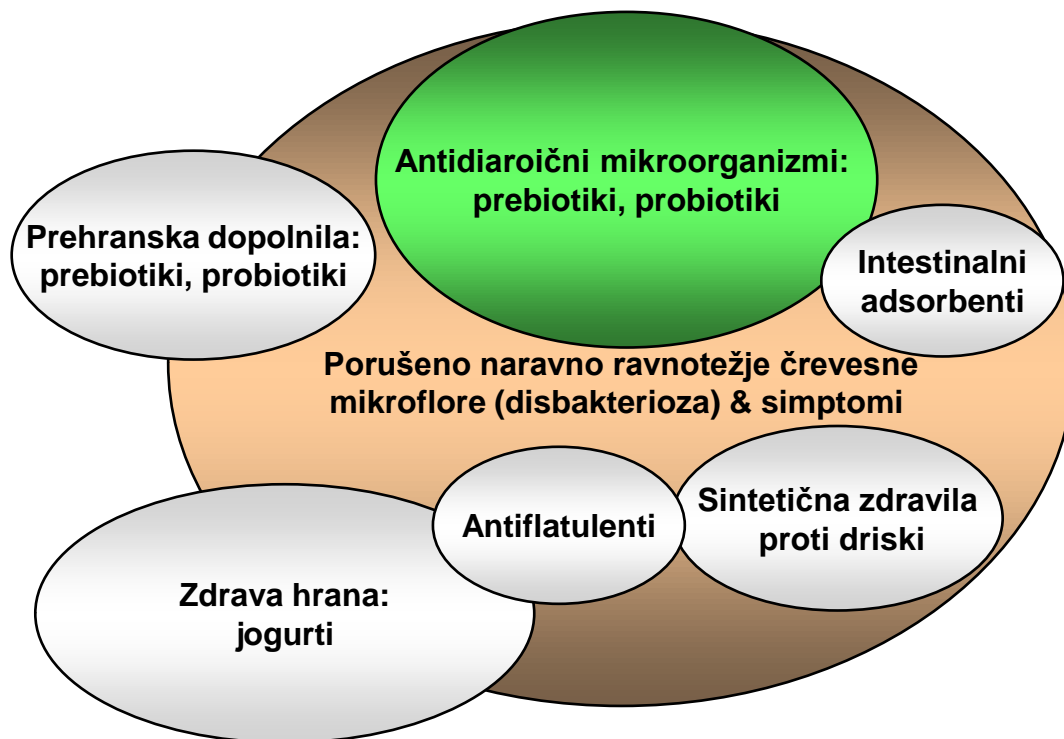 Antidiaroični mikroorganizmi:
prebiotiki, probiotiki
Prehranska dopolnila:
prebiotiki, probiotiki
Intestinalni
adsorbenti
Porušeno naravno ravnotežje črevesne
mikroflore (disbakterioza) & simptomi
Antiflatulenti
Sintetična zdravila
proti driski
Zdrava hrana:
jogurti